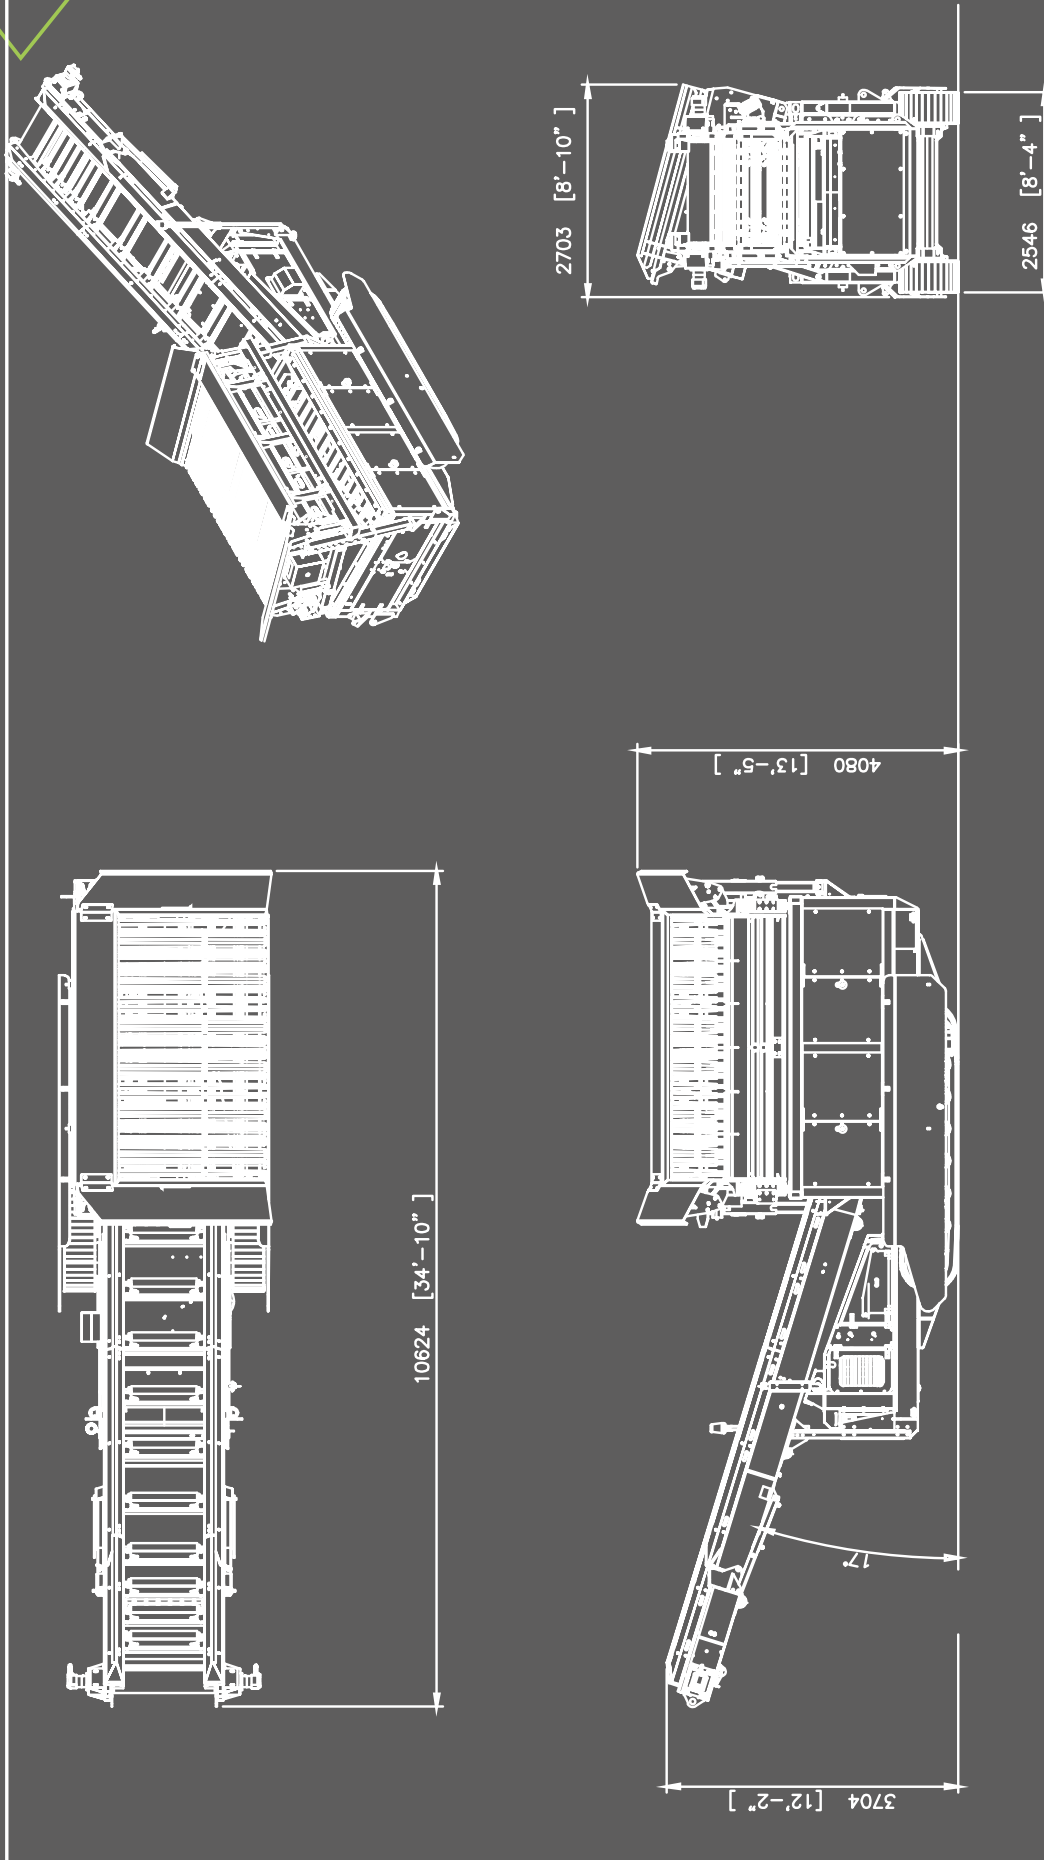 2703 [8'-10" ]
2546 [8'-4" ]
4080 [13'-5" ]
10624 [34'-10" ]
17°
3704 [12'-2" ]